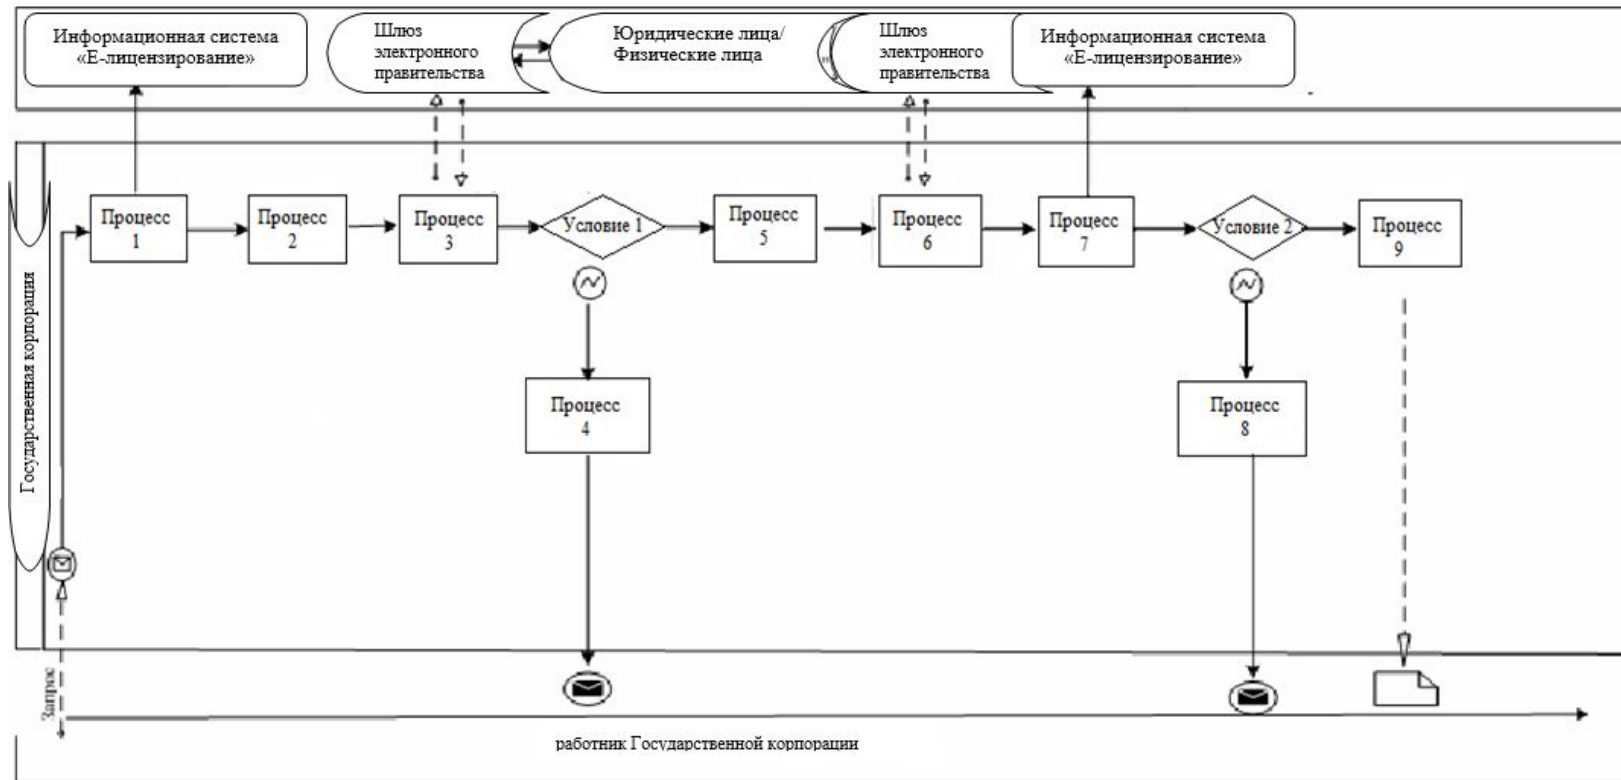 Информационная система
«Е-лицензирование»
Шлюз
электронного
правительства
Юридические лица/
Физические лица
Шлюз
электронного
правительства
Информационная система
«Е-лицензирование»
Государственная корпорация
Процесс
1
Процесс
2
Процесс
3
Условие 1
Процесс
5
Процесс
6
Процесс
7
Условие 2
Процесс
9
Процесс
4
Процесс
8
Запрос
работник Государственной корпорации